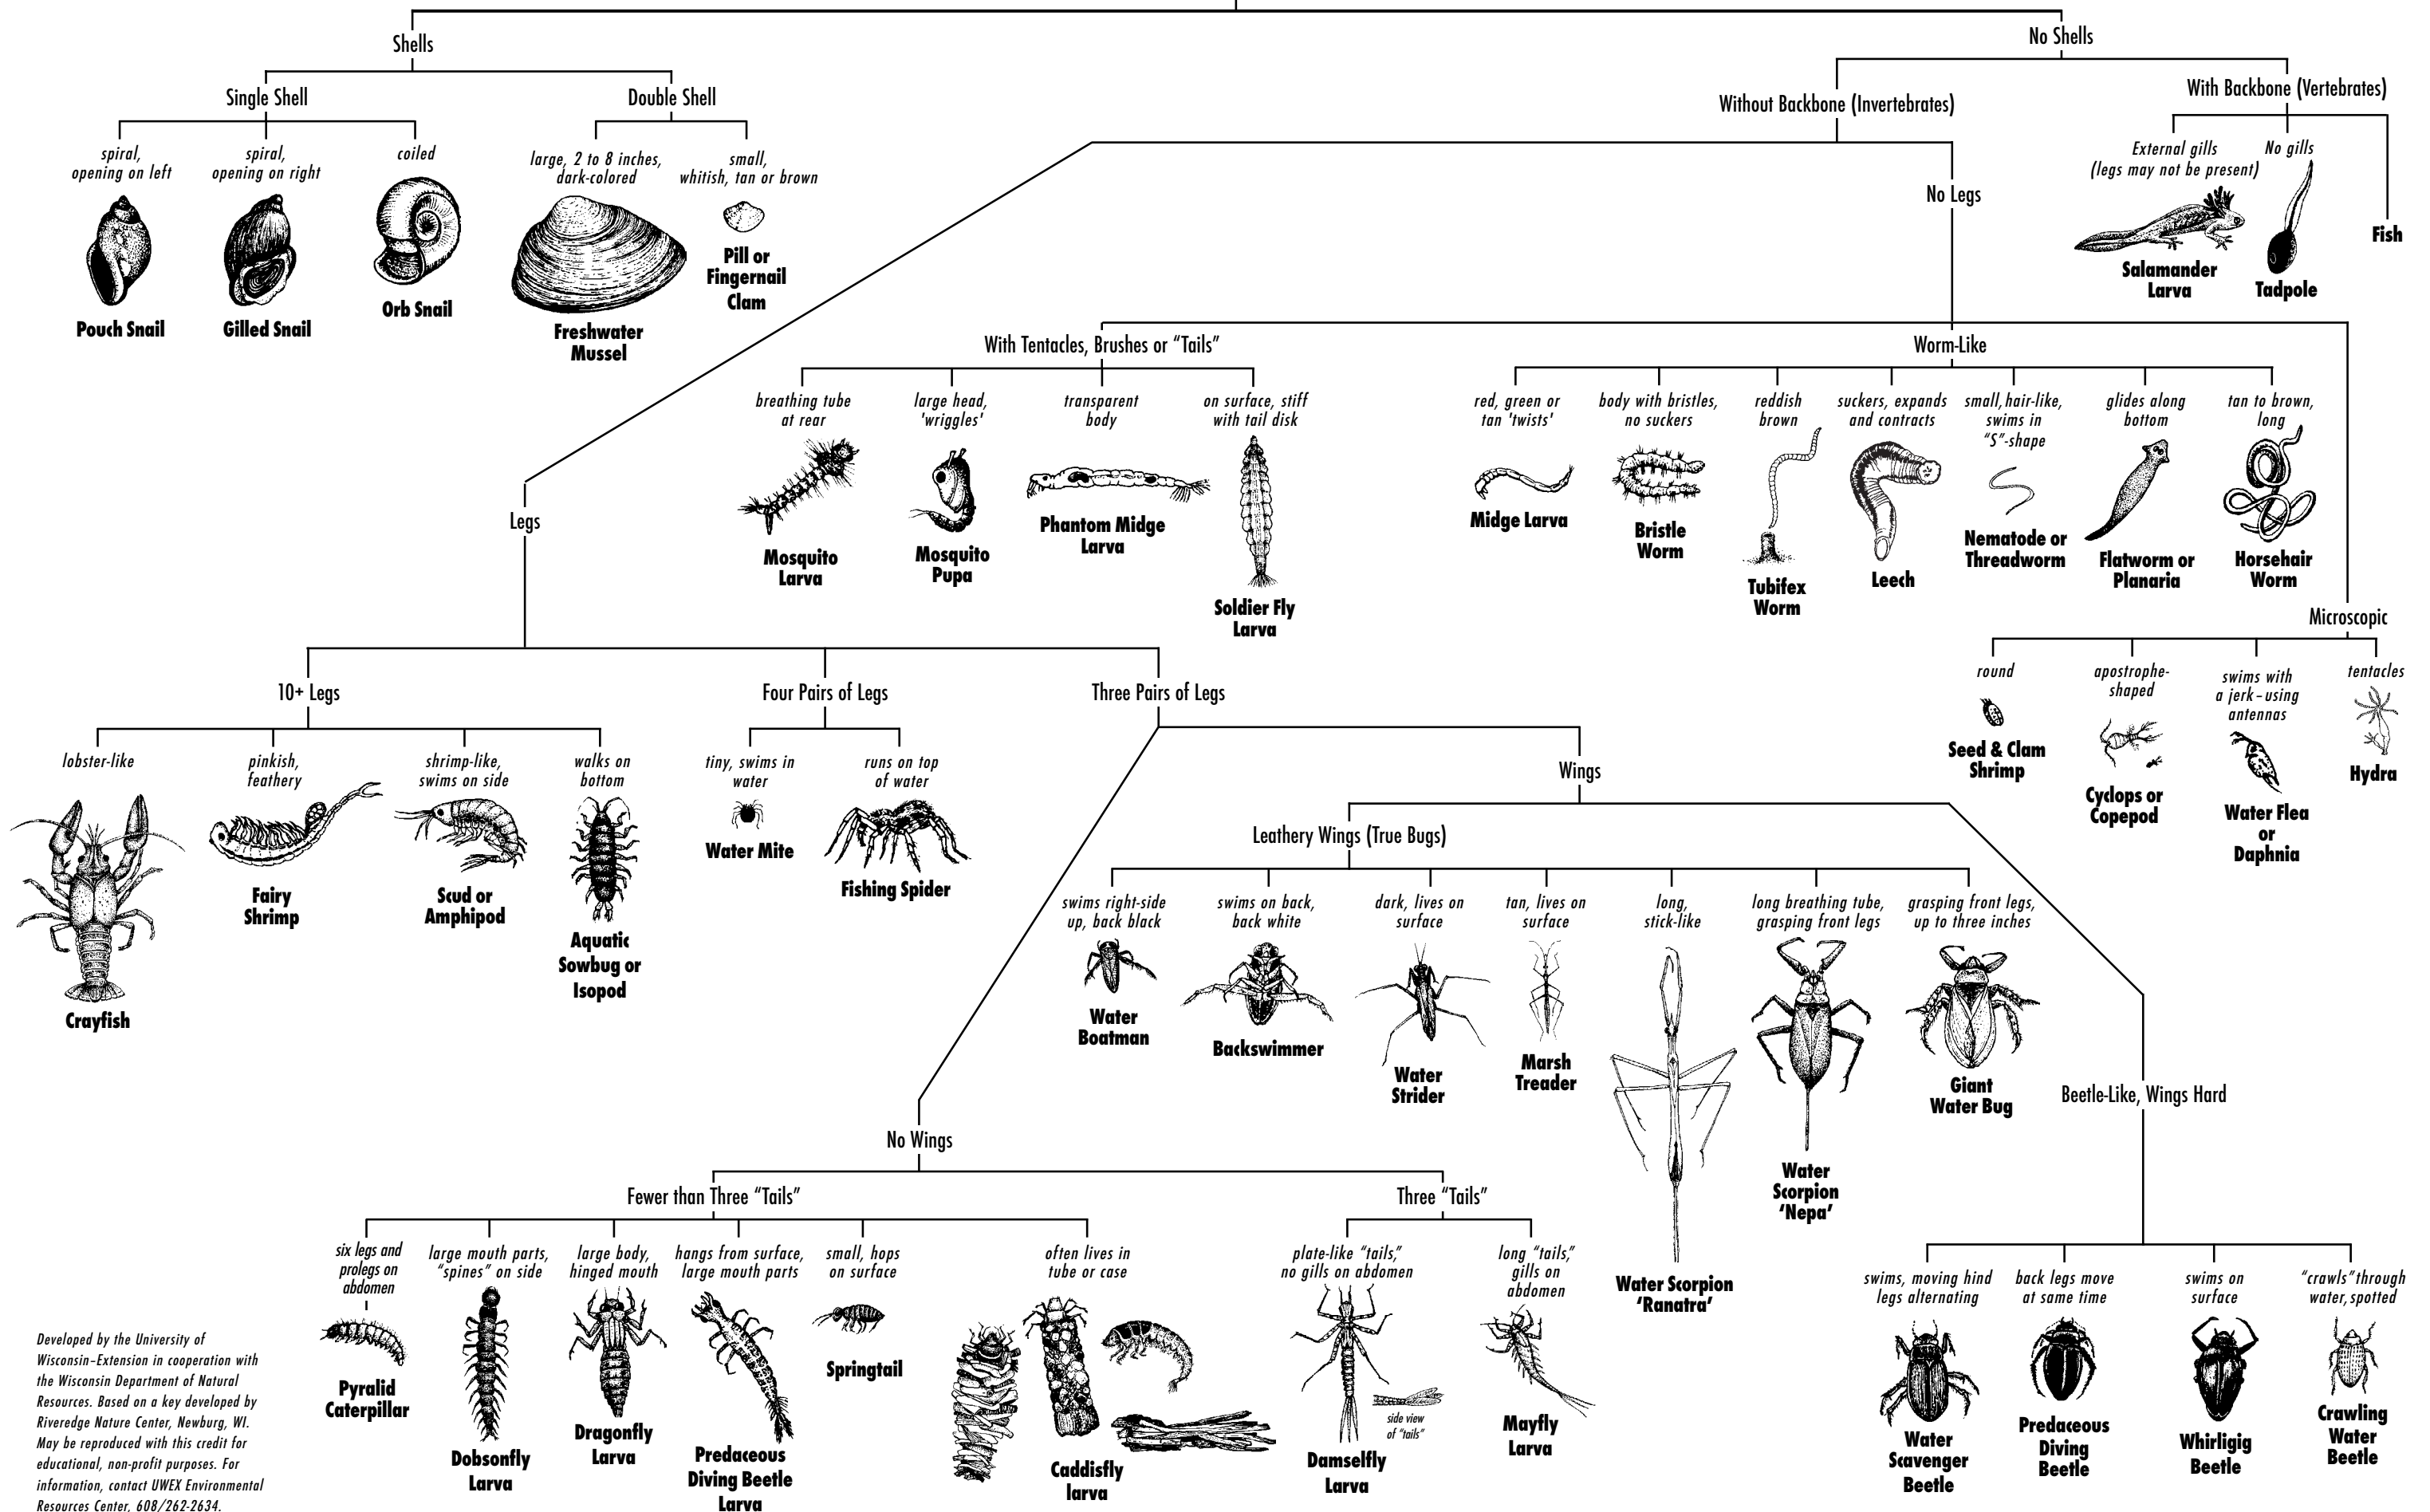 Shells
No Shells
Single Shell
Double Shell
Without Backbone (Invertebrates)
With Backbone (Vertebrates)
spiral,
opening on left
Pouch Snail
spiral,
opening on right
Gilled Snail
coiled
Orb Snail
large, 2 to 8 inches,
dark-colored
Freshwater
Mussel
small,
whitish, tan or brown
Pill or
Fingernail
Clam
External gills
(legs may not be present)
Salamander
Larva
No gills
Tadpole
Fish
No Legs
With Tentacles, Brushes or “Tails”
breathing tube
at rear
Mosquito
Larva
large head,
'wriggles'
Mosquito
Pupa
transparent
body
Phantom Midge
Larva
on surface, stiff
with tail disk
Soldier Fly
Larva
Worm-Like
red, green or
tan 'twists'
Midge Larva
body with bristles,
no suckers
Bristle
Worm
reddish
brown
Tubifex
Worm
suckers, expands
and contracts
Leech
small, hair-like,
swims in
“S”-shape
Nematode or
Threadworm
glides along
bottom
Flatworm or
Planaria
tan to brown,
long
Horsehair
Worm
Microscopic
round
Seed & Clam
Shrimp
apostrophe-
shaped
Cyclops or
Copepod
swims with
a jerk – using
antennas
Water Flea
or
Daphnia
tentacles
Hydra
Legs
10+ Legs
lobster-like
Crayfish
pinkish,
feathery
Fairy
Shrimp
shrimp-like,
swims on side
Scud or
Amphipod
walks on
bottom
Aquatic
Sowbug or
Isopod
Four Pairs of Legs
tiny, swims in
water
Water Mite
runs on top
of water
Fishing Spider
Three Pairs of Legs
Wings
Leathery Wings (True Bugs)
swims right-side
up, back black
Water
Boatman
swims on back,
back white
Backswimmer
dark, lives on
surface
Water
Strider
tan, lives on
surface
Marsh
Treader
long,
stick-like
Water Scorpion
‘Ranatra’
long breathing tube,
grasping front legs
Water
Scorpion
‘Nepa’
grasping front legs,
up to three inches
Giant
Water Bug
Beetle-Like, Wings Hard
swims, moving hind
legs alternating
Water
Scavenger
Beetle
back legs move
at same time
Predaceous
Diving
Beetle
swims on
surface
Whirligig
Beetle
“crawls” through
water, spotted
Crawling
Water
Beetle
No Wings
Fewer than Three “Tails”
six legs and
prolegs on
abdomen
Pyralid
Caterpillar
large mouth parts,
“spines” on side
Dobsonfly
Larva
large body,
hinged mouth
Dragonfly
Larva
hangs from surface,
large mouth parts
Predaceous
Diving Beetle
Larva
small, hops
on surface
Springtail
often lives in
tube or case
Caddisfly
larva
Three “Tails”
plate-like “tails,”
no gills on abdomen
side view
of “tails”
Damselfly
Larva
long “tails,”
gills on
abdomen
Mayfly
Larva
Developed by the University of
Wisconsin–Extension in cooperation with
the Wisconsin Department of Natural
Resources. Based on a key developed by
Riveredge Nature Center, Newburg, WI.
May be reproduced with this credit for
educational, non-profit purposes. For
information, contact UWEX Environmental
Resources Center, 608/262-2634.